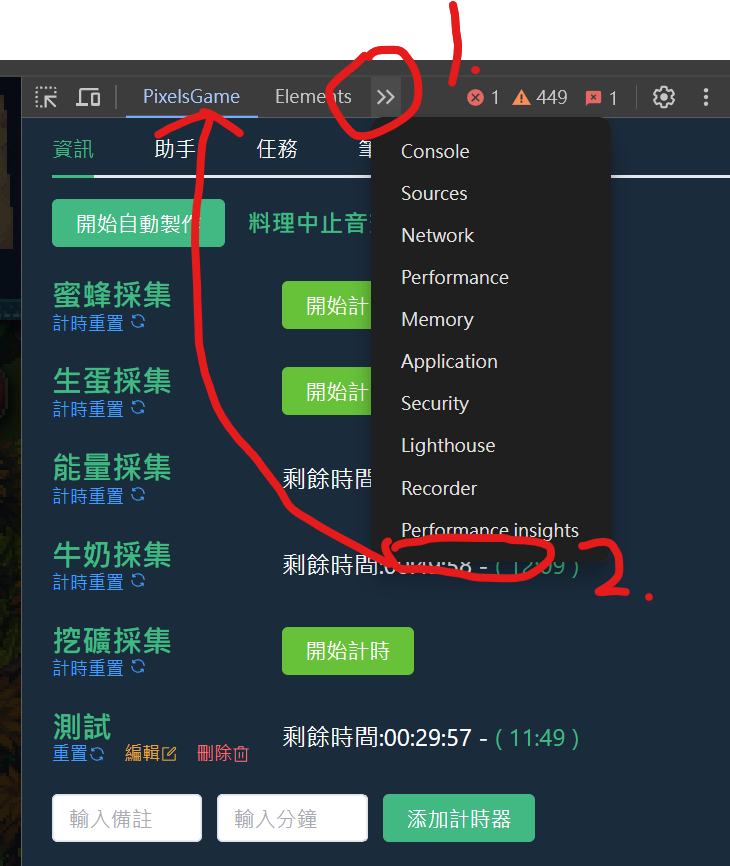 1.
PixelsGame Elements 1 449 1
資訊 助手 任務
Console
Sources
Network
Performance
Memory
Application
Security
Lighthouse
Recorder
Performance insights
開始自動製作 料理中止音
蜜蜂採集 開始計
計時重置
生蛋採集 開始計
計時重置
能量採集 剩餘時間
計時重置
牛奶採集 剩餘時間:00:49:58 - ( 12:09 )
計時重置
2.
挖礦採集 開始計時
計時重置
測試 剩餘時間:00:29:57 - ( 11:49 )
重置 編輯 刪除
輸入備註 輸入分鐘 添加計時器